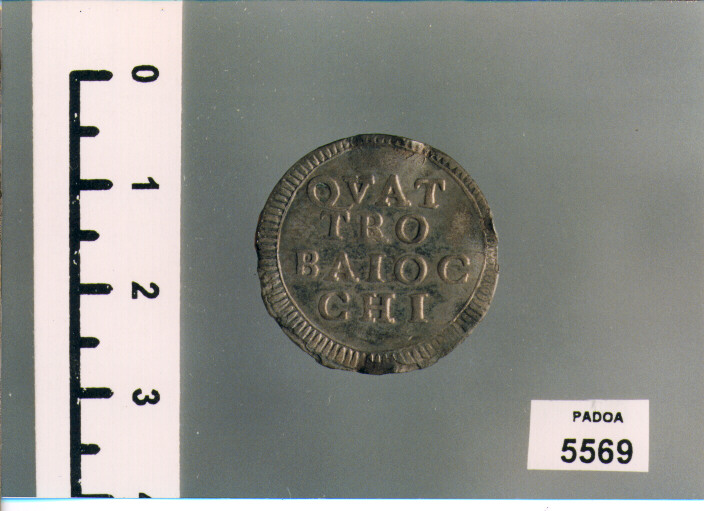 0
1
2
3
QVAT
TRO
BAIOC
CHI
PADOA
5569